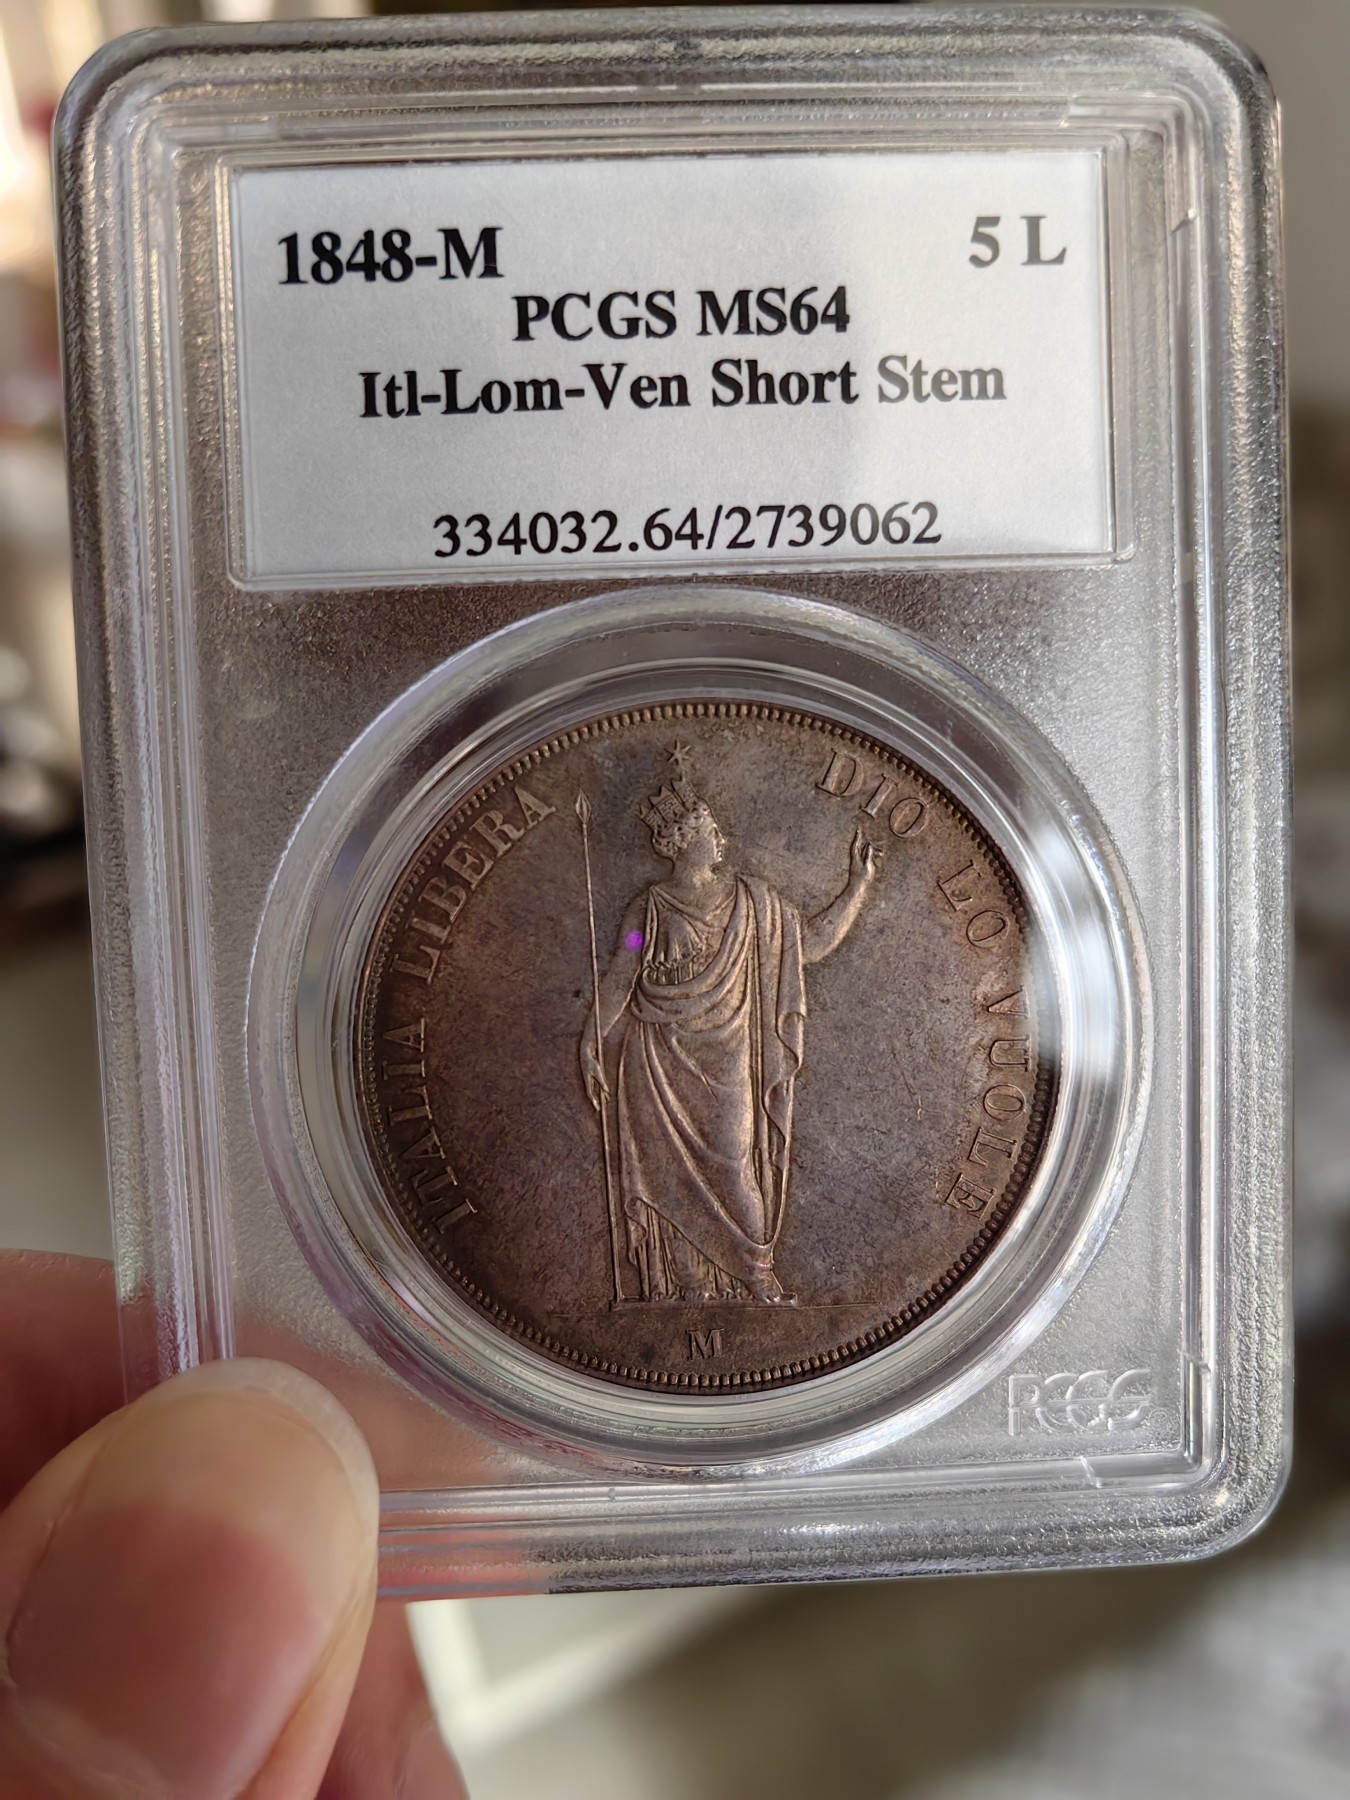 1848-M 5 L
PCGS MS64
Itl-Lom-Ven Short Stem
334032.64/2739062
ITALIA LIBERA DIO LO VUOLE
M
PCGS